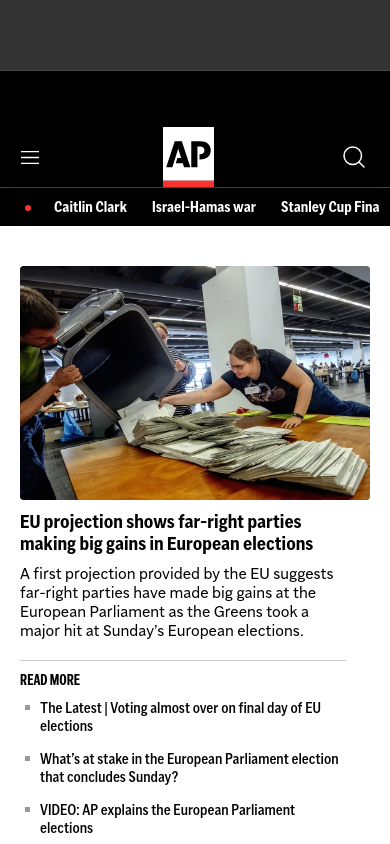 AP
Caitlin Clark Israel-Hamas war Stanley Cup Fina
EU projection shows far-right parties
making big gains in European elections
A first projection provided by the EU suggests
far-right parties have made big gains at the
European Parliament as the Greens took a
major hit at Sunday’s European elections.
READ MORE
The Latest | Voting almost over on final day of EU
elections
What’s at stake in the European Parliament election
that concludes Sunday?
VIDEO: AP explains the European Parliament
elections